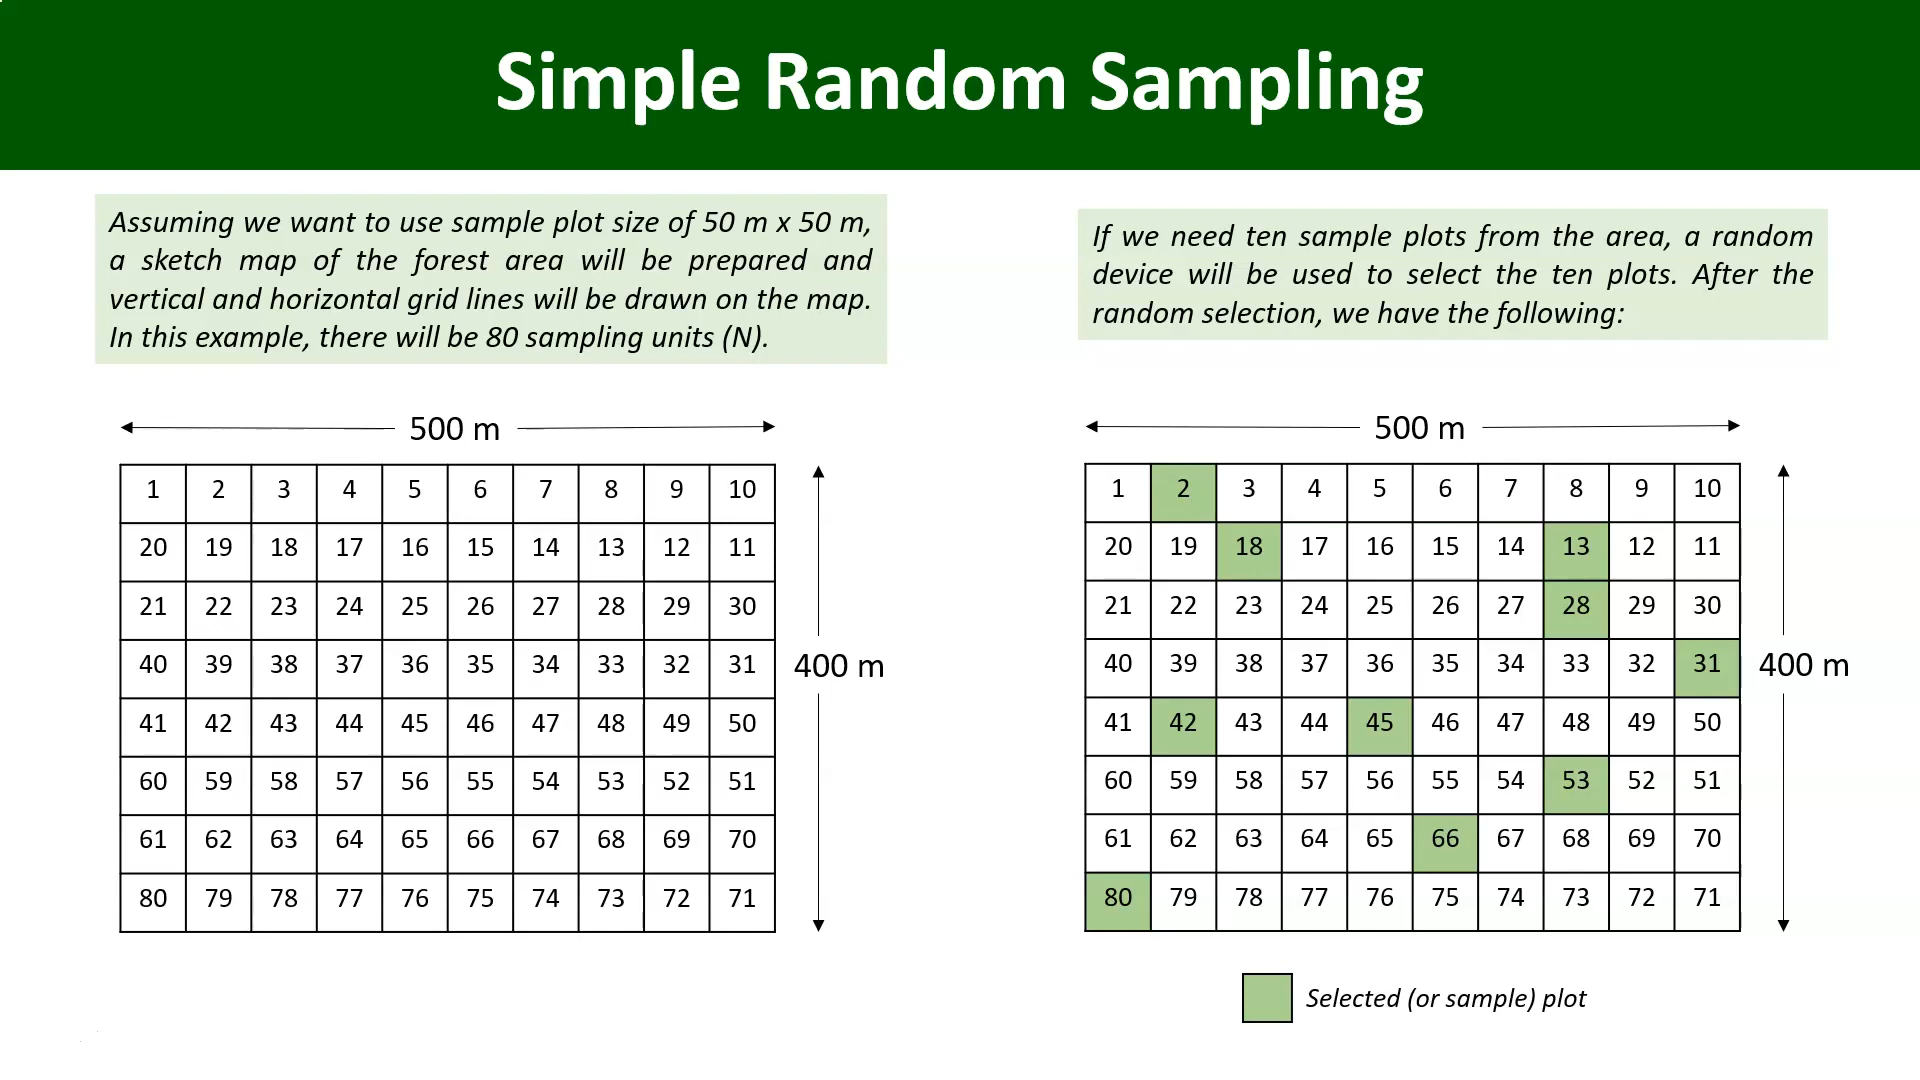 Simple Random Sampling
Assuming we want to use sample plot size of 50 m x 50 m,
a sketch map of the forest area will be prepared and
vertical and horizontal grid lines will be drawn on the map.
In this example, there will be 80 sampling units (N).
500 m
1 2 3 4 5 6 7 8 9 10
20 19 18 17 16 15 14 13 12 11
21 22 23 24 25 26 27 28 29 30
40 39 38 37 36 35 34 33 32 31
41 42 43 44 45 46 47 48 49 50
60 59 58 57 56 55 54 53 52 51
61 62 63 64 65 66 67 68 69 70
80 79 78 77 76 75 74 73 72 71
400 m
If we need ten sample plots from the area, a random
device will be used to select the ten plots. After the
random selection, we have the following:
500 m
1 2 3 4 5 6 7 8 9 10
20 19 18 17 16 15 14 13 12 11
21 22 23 24 25 26 27 28 29 30
40 39 38 37 36 35 34 33 32 31
41 42 43 44 45 46 47 48 49 50
60 59 58 57 56 55 54 53 52 51
61 62 63 64 65 66 67 68 69 70
80 79 78 77 76 75 74 73 72 71
400 m
Selected (or sample) plot